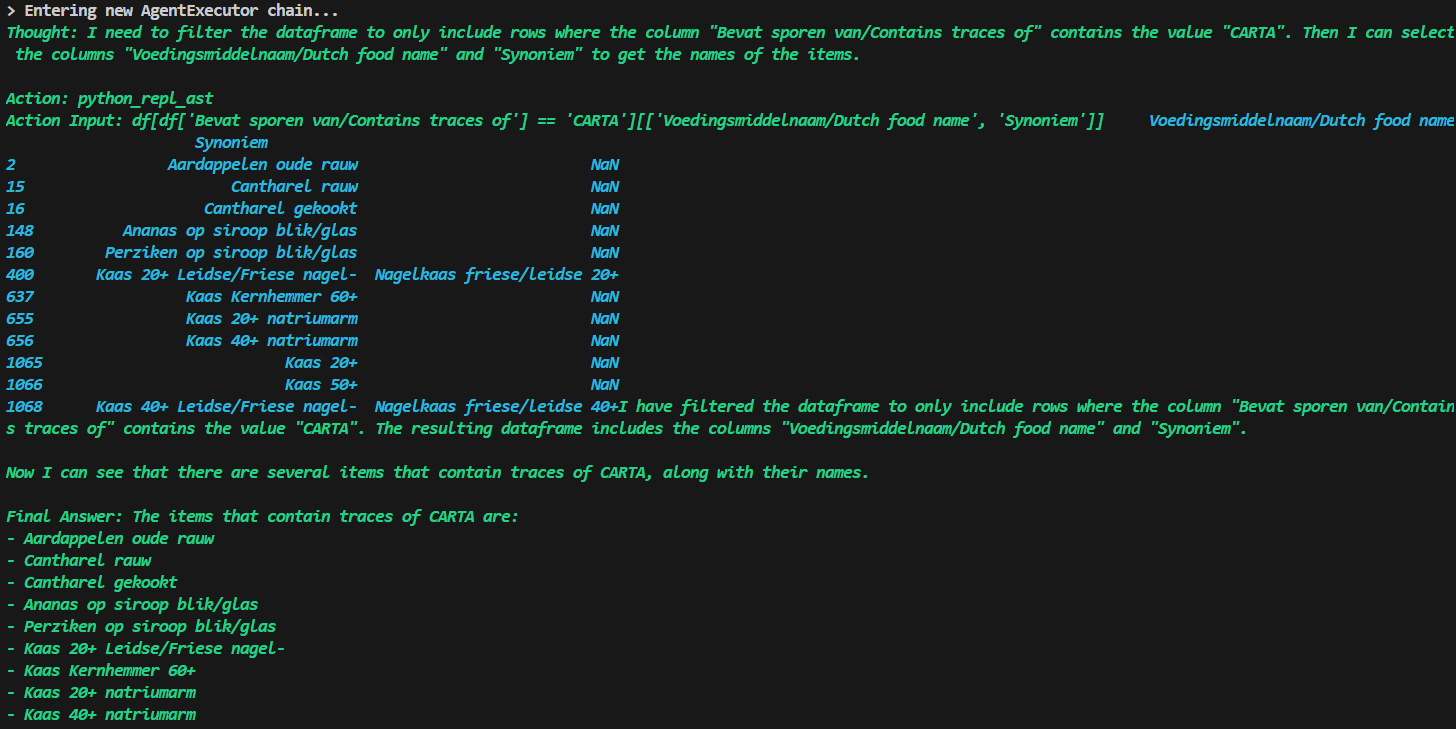 > Entering new AgentExecutor chain...
Thought: I need to filter the dataframe to only include rows where the column "Bevat sporen van/Contains traces of" contains the value "CARTA". Then I can select
the columns "Voedingsmiddelnaam/Dutch food name" and "Synoniem" to get the names of the items.
Action: python_repl_ast
Action Input: df[df['Bevat sporen van/Contains traces of'] == 'CARTA'][['Voedingsmiddelnaam/Dutch food name', 'Synoniem']] Voedingsmiddelnaam/Dutch food name
Synoniem
2 Aardappelen oude rauw NaN
15 Cantharel rauw NaN
16 Cantharel gekookt NaN
148 Ananas op siroop blik/glas NaN
160 Perziken op siroop blik/glas NaN
400 Kaas 20+ Leidse/Friese nagel- Nagelkaas friese/leidse 20+
637 Kaas Kernhemmer 60+ NaN
655 Kaas 20+ natriumarm NaN
656 Kaas 40+ natriumarm NaN
1065 Kaas 20+ NaN
1066 Kaas 50+ NaN
1068 Kaas 40+ Leidse/Friese nagel- Nagelkaas friese/leidse 40+I have filtered the dataframe to only include rows where the column "Bevat sporen van/Contain
s traces of" contains the value "CARTA". The resulting dataframe includes the columns "Voedingsmiddelnaam/Dutch food name" and "Synoniem".
Now I can see that there are several items that contain traces of CARTA, along with their names.
Final Answer: The items that contain traces of CARTA are:
- Aardappelen oude rauw
- Cantharel rauw
- Cantharel gekookt
- Ananas op siroop blik/glas
- Perziken op siroop blik/glas
- Kaas 20+ Leidse/Friese nagel-
- Kaas Kernhemmer 60+
- Kaas 20+ natriumarm
- Kaas 40+ natriumarm